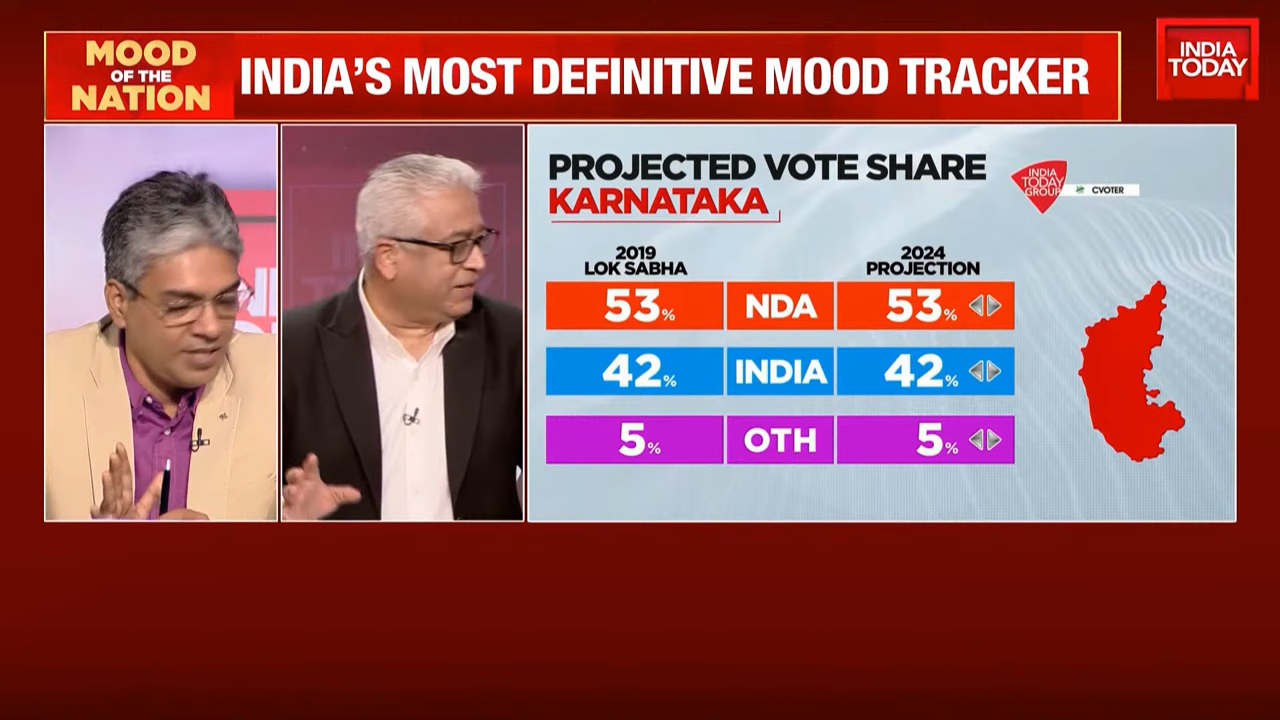 MOOD
OF THE
NATION
INDIA'S MOST DEFINITIVE MOOD TRACKER
INDIA
TODAY
PROJECTED VOTE SHARE
KARNATAKA
INDIA
TODAY
GROUP
CVOTER
2019
LOK SABHA
2024
PROJECTION
53% NDA 53%
42% INDIA 42%
5% OTH 5%